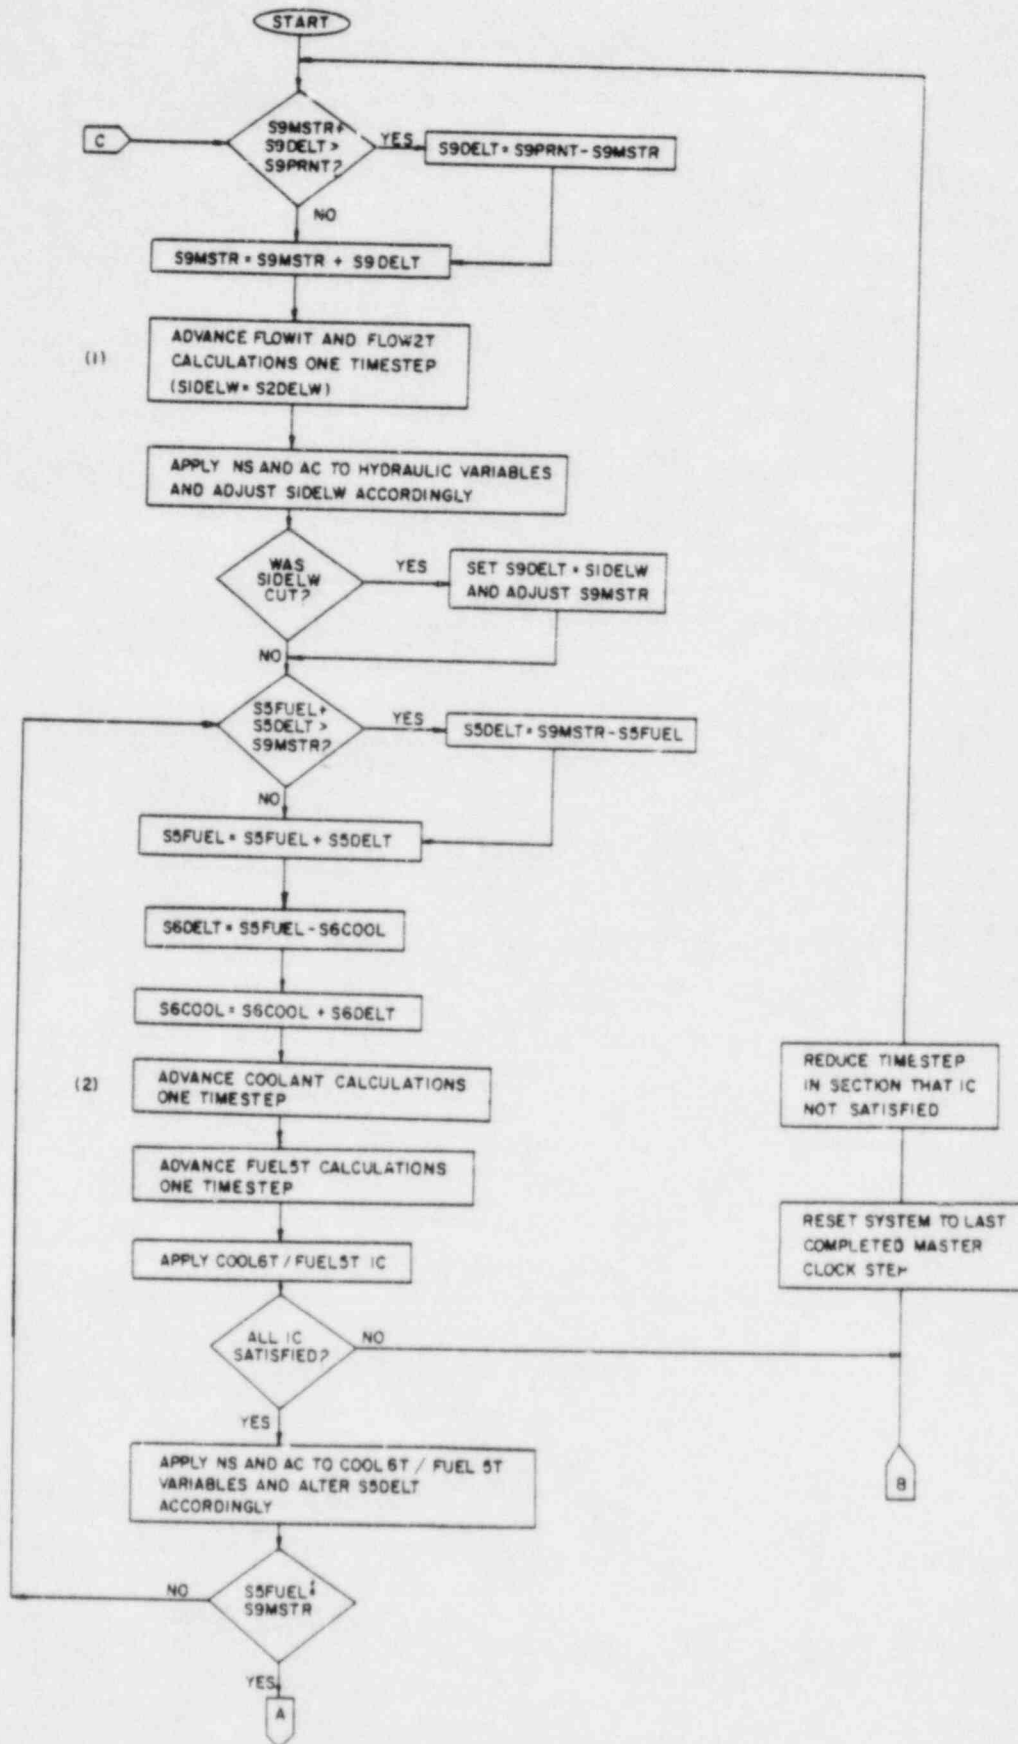 START
C
S9MSTR+
S9DELT >
S9PRNT?
YES
S9DELT = S9PRNT - S9MSTR
NO
S9MSTR = S9MSTR + S9DELT
(1)
ADVANCE FLOW1T AND FLOW2T
CALCULATIONS ONE TIMESTEP
(S1DELW = S2DELW)
APPLY NS AND AC TO HYDRAULIC VARIABLES
AND ADJUST S1DELW ACCORDINGLY
WAS
S1DELW
CUT?
YES
SET S9DELT = S1DELW
AND ADJUST S9MSTR
NO
S5FUEL+
S5DELT >
S9MSTR?
YES
S5DELT = S9MSTR - S5FUEL
NO
S5FUEL = S5FUEL + S5DELT
S6DELT = S5FUEL - S6COOL
S6COOL = S6COOL + S6DELT
(2)
ADVANCE COOLANT CALCULATIONS
ONE TIMESTEP
REDUCE TIMESTEP
IN SECTION THAT IC
NOT SATISFIED
ADVANCE FUEL5T CALCULATIONS
ONE TIMESTEP
RESET SYSTEM TO LAST
COMPLETED MASTER
CLOCK STEP
APPLY COOL6T / FUEL5T IC
ALL IC
SATISFIED?
NO
YES
APPLY NS AND AC TO COOL 6T / FUEL 5T
VARIABLES AND ALTER S5DELT
ACCORDINGLY
B
NO
S5FUEL =
S9MSTR
YES
A